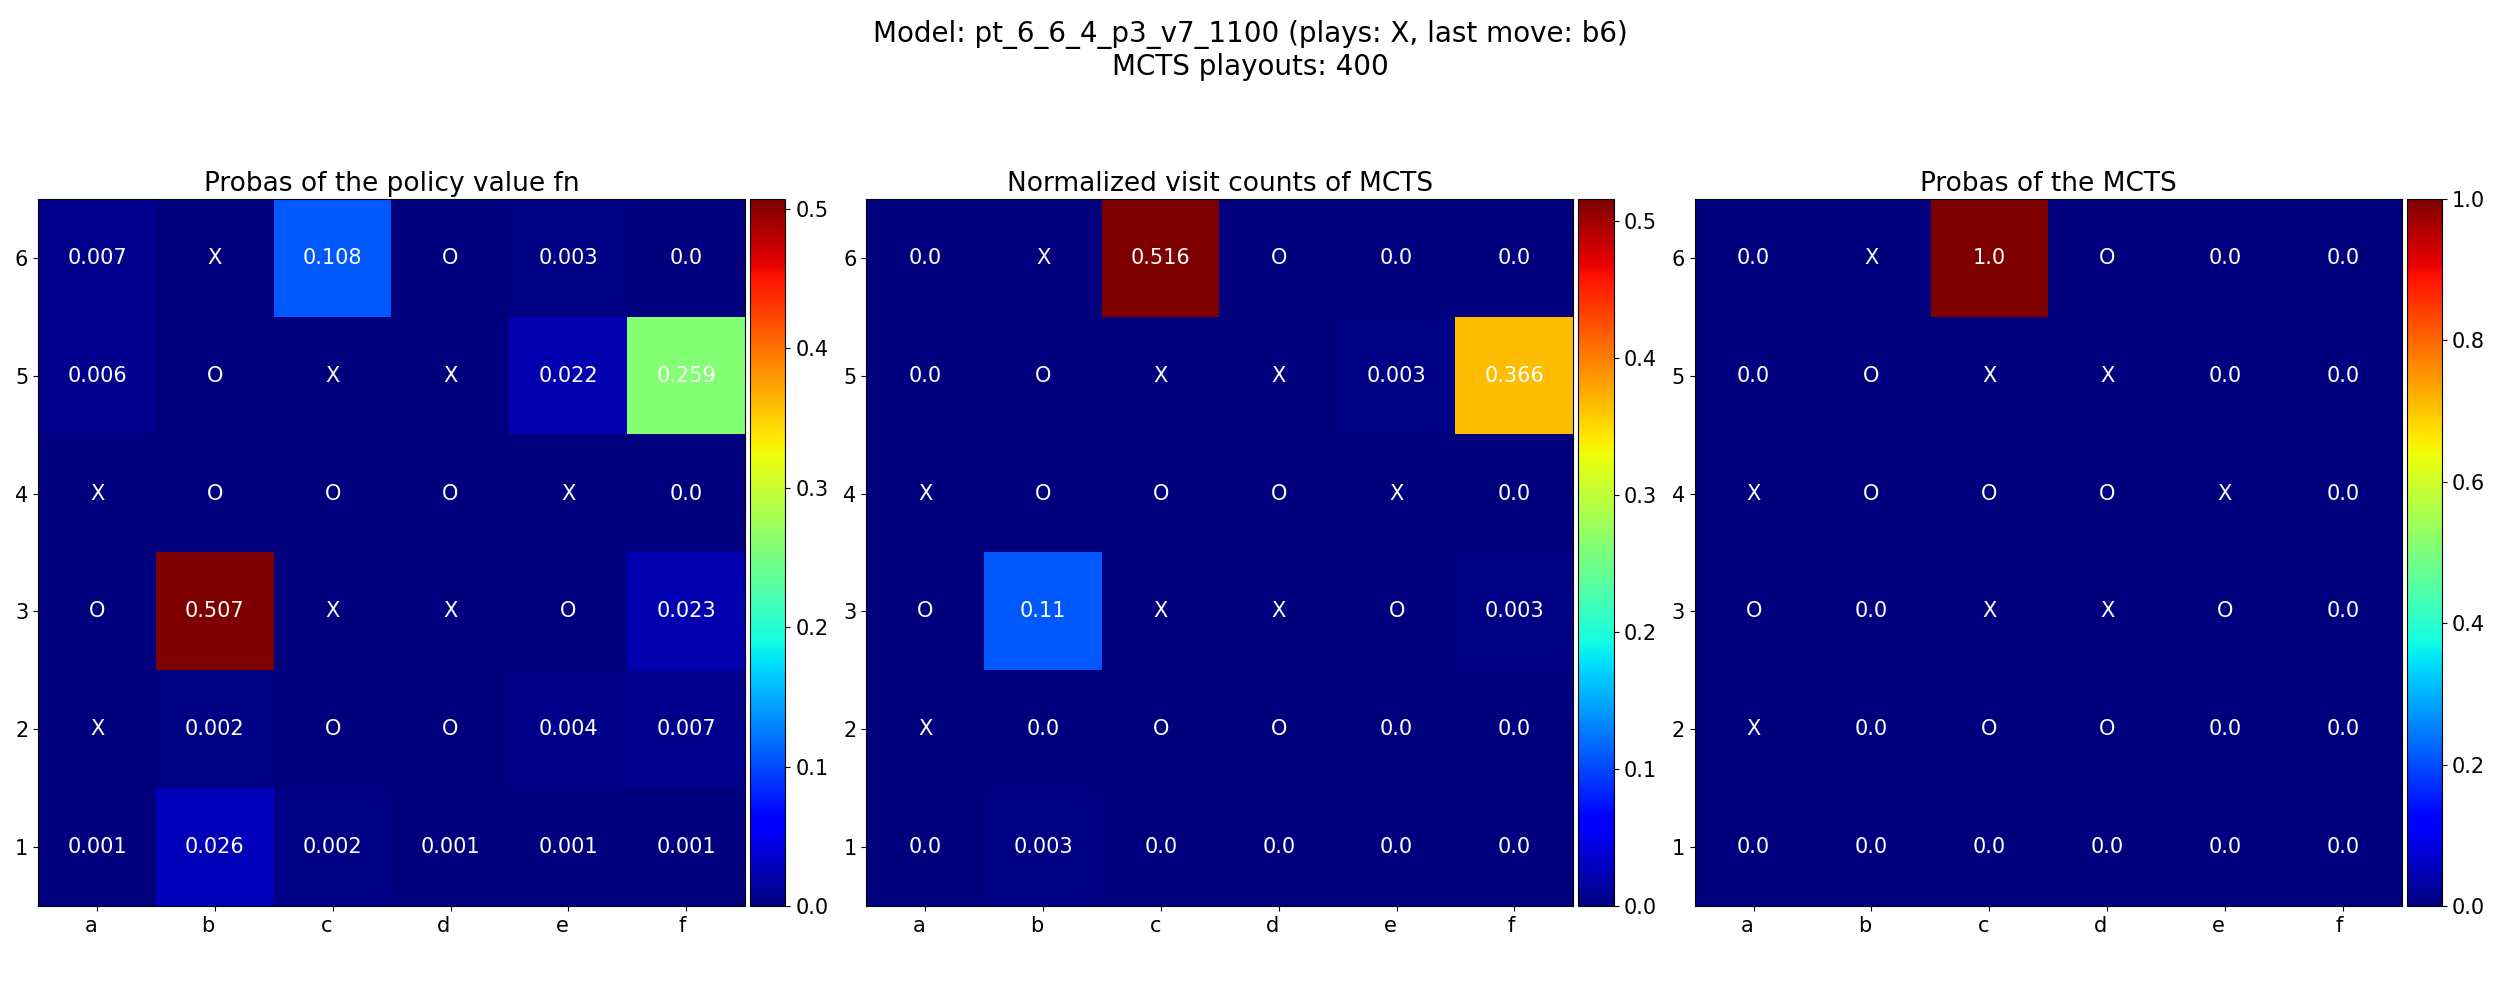 Model: pt_6_6_4_p3_v7_1100 (plays: X, last move: b6)
MCTS playouts: 400
Probas of the policy value fn
6 0.007 X 0.108 O 0.003 0.0
5 0.006 O X X 0.022 0.259
4 X O O O X 0.0
3 O 0.507 X X O 0.023
2 X 0.002 O O 0.004 0.007
1 0.001 0.026 0.002 0.001 0.001 0.001
a b c d e f
0.5
0.4
0.3
0.2
0.1
0.0
Normalized visit counts of MCTS
6 0.0 X 0.516 O 0.0 0.0
5 0.0 O X X 0.003 0.366
4 X O O O X 0.0
3 O 0.11 X X O 0.003
2 X 0.0 O O 0.0 0.0
1 0.0 0.003 0.0 0.0 0.0 0.0
a b c d e f
0.5
0.4
0.3
0.2
0.1
0.0
Probas of the MCTS
6 0.0 X 1.0 O 0.0 0.0
5 0.0 O X X 0.0 0.0
4 X O O O X 0.0
3 O 0.0 X X O 0.0
2 X 0.0 O O 0.0 0.0
1 0.0 0.0 0.0 0.0 0.0 0.0
a b c d e f
1.0
0.8
0.6
0.4
0.2
0.0